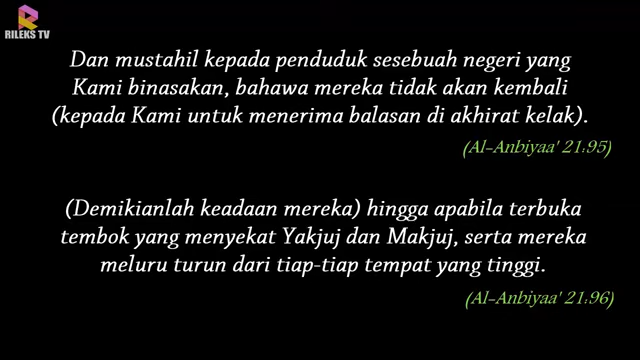 RILEKS TV
Dan mustahil kepada penduduk sesebuah negeri yang
Kami binasakan, bahawa mereka tidak akan kembali
(kepada Kami untuk menerima balasan di akhirat kelak).
(Al-Anbiyaa' 21:95)
(Demikianlah keadaan mereka) hingga apabila terbuka
tembok yang menyekat Yakjuj dan Makjuj, serta mereka
meluru turun dari tiap-tiap tempat yang tinggi.
(Al-Anbiyaa' 21:96)